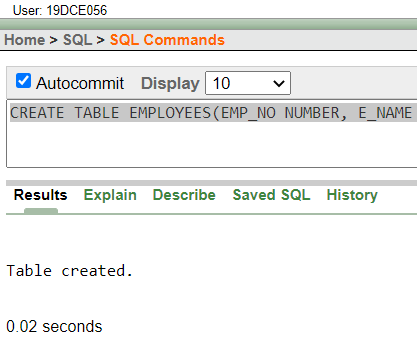 User: 19DCE056
Home > SQL > SQL Commands
Autocommit Display 10
CREATE TABLE EMPLOYEES(EMP_NO NUMBER, E_NAME
Results Explain Describe Saved SQL History
Table created.
0.02 seconds